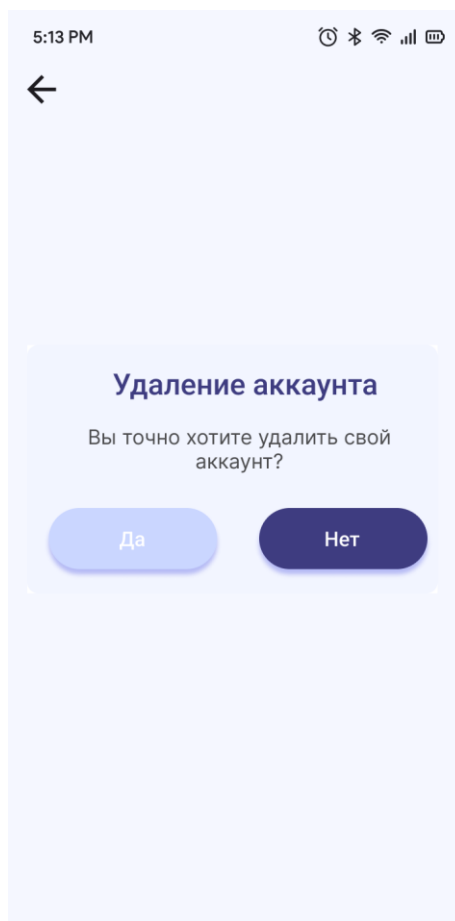 5:13 PM
Удаление аккаунта
Вы точно хотите удалить свой
аккаунт?
Да
Нет